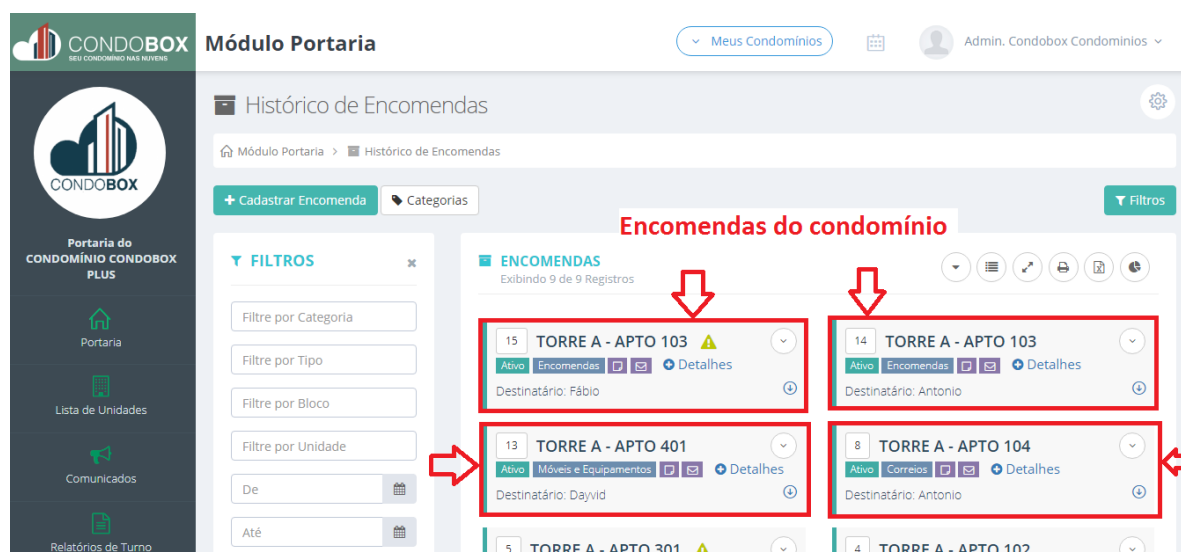 CONDOBOX
SEU CONDOMÍNIO NAS NUVENS
Módulo Portaria
Meus Condomínios
Admin. Condobox Condominios
CONDOBOX
Portaria do
CONDOMÍNIO CONDOBOX
PLUS
Portaria
Lista de Unidades
Comunicados
Relatórios de Turno
Histórico de Encomendas
Módulo Portaria > Histórico de Encomendas
+ Cadastrar Encomenda
Categorias
Filtros
Encomendas do condomínio
FILTROS
Filtre por Categoria
Filtre por Tipo
Filtre por Bloco
Filtre por Unidade
De
Até
ENCOMENDAS
Exibindo 9 de 9 Registros
15 TORRE A - APTO 103
Ativo Encomendas Detalhes
Destinatário: Fábio
14 TORRE A - APTO 103
Ativo Encomendas Detalhes
Destinatário: Antonio
13 TORRE A - APTO 401
Ativo Móveis e Equipamentos Detalhes
Destinatário: Dayvid
8 TORRE A - APTO 104
Ativo Correios Detalhes
Destinatário: Antonio
5 TORRE A - APTO 301
4 TORRE A - APTO 102